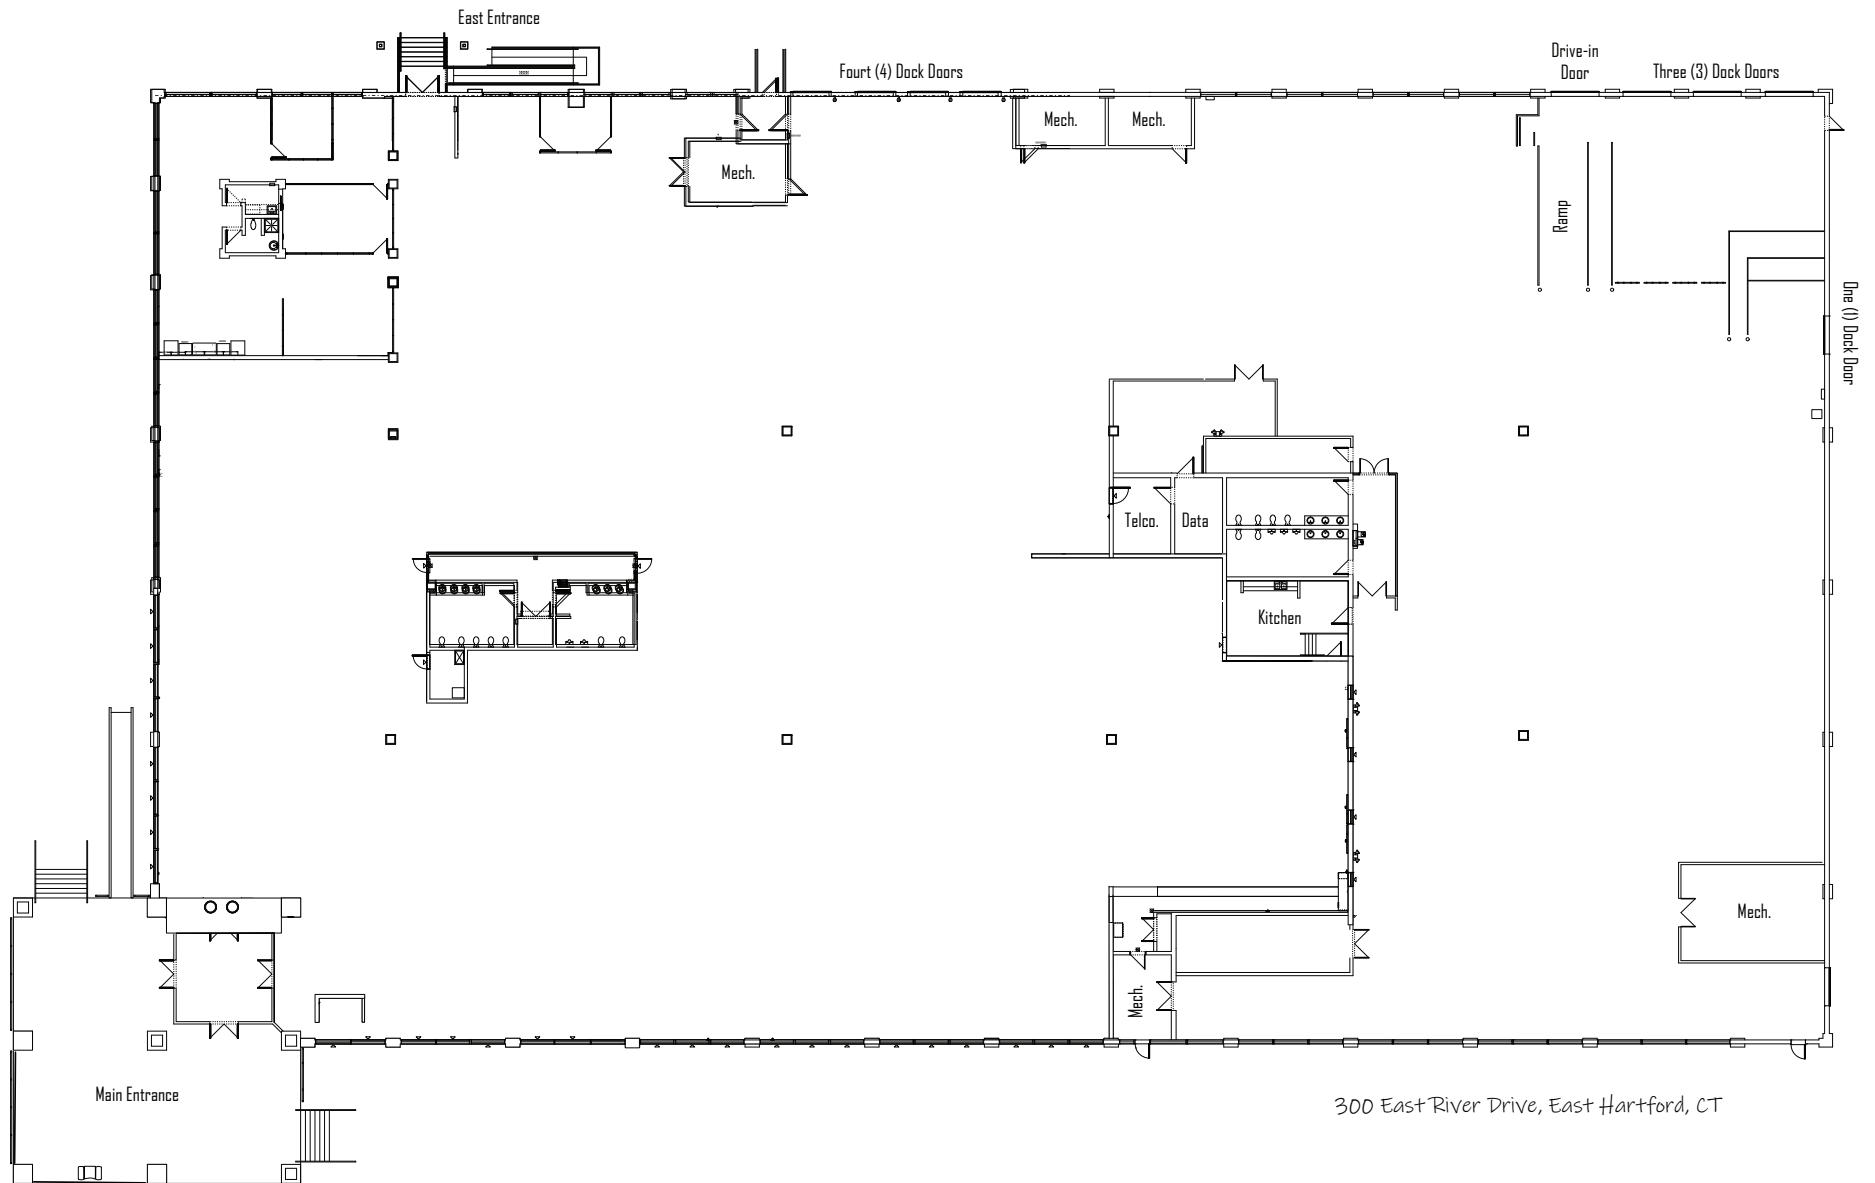 East Entrance
Fourt (4) Dock Doors
Drive-in
Door
Three (3) Dock Doors
Mech.
Mech.
Mech.
Ramp
One (1) Dock Door
Telco.
Data
Kitchen
Mech.
Mech.
Main Entrance
300 East River Drive, East Hartford, CT